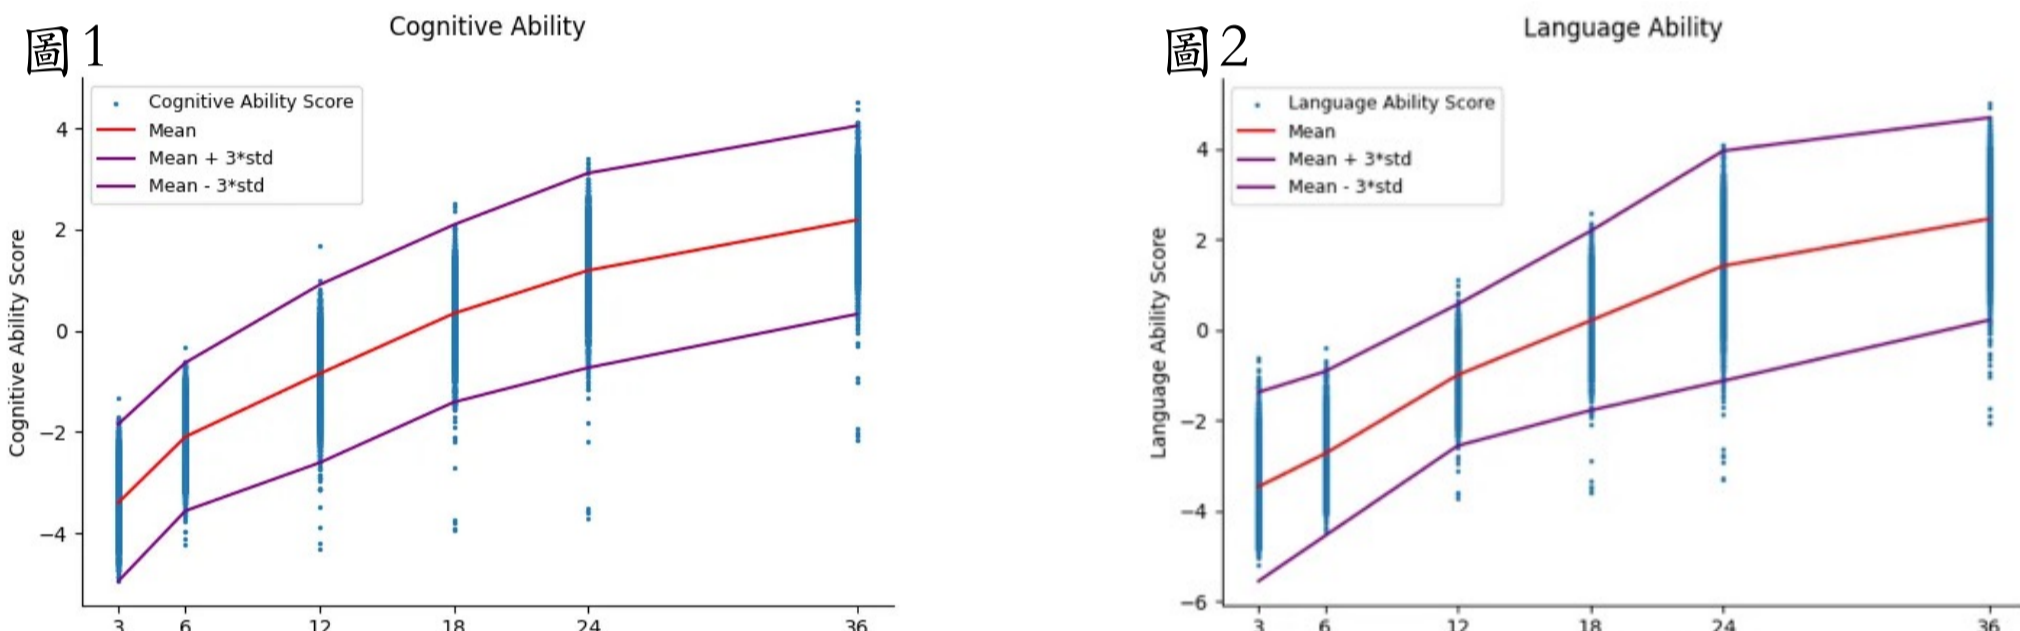 圖1
Cognitive Ability
Cognitive Ability Score
Mean
Mean + 3*std
Mean - 3*std
Cognitive Ability Score
4
2
0
−2
−4
3 6 12 18 24 36
圖2
Language Ability
Language Ability Score
Mean
Mean + 3*std
Mean - 3*std
Language Ability Score
4
2
0
−2
−4
−6
3 6 12 18 24 36